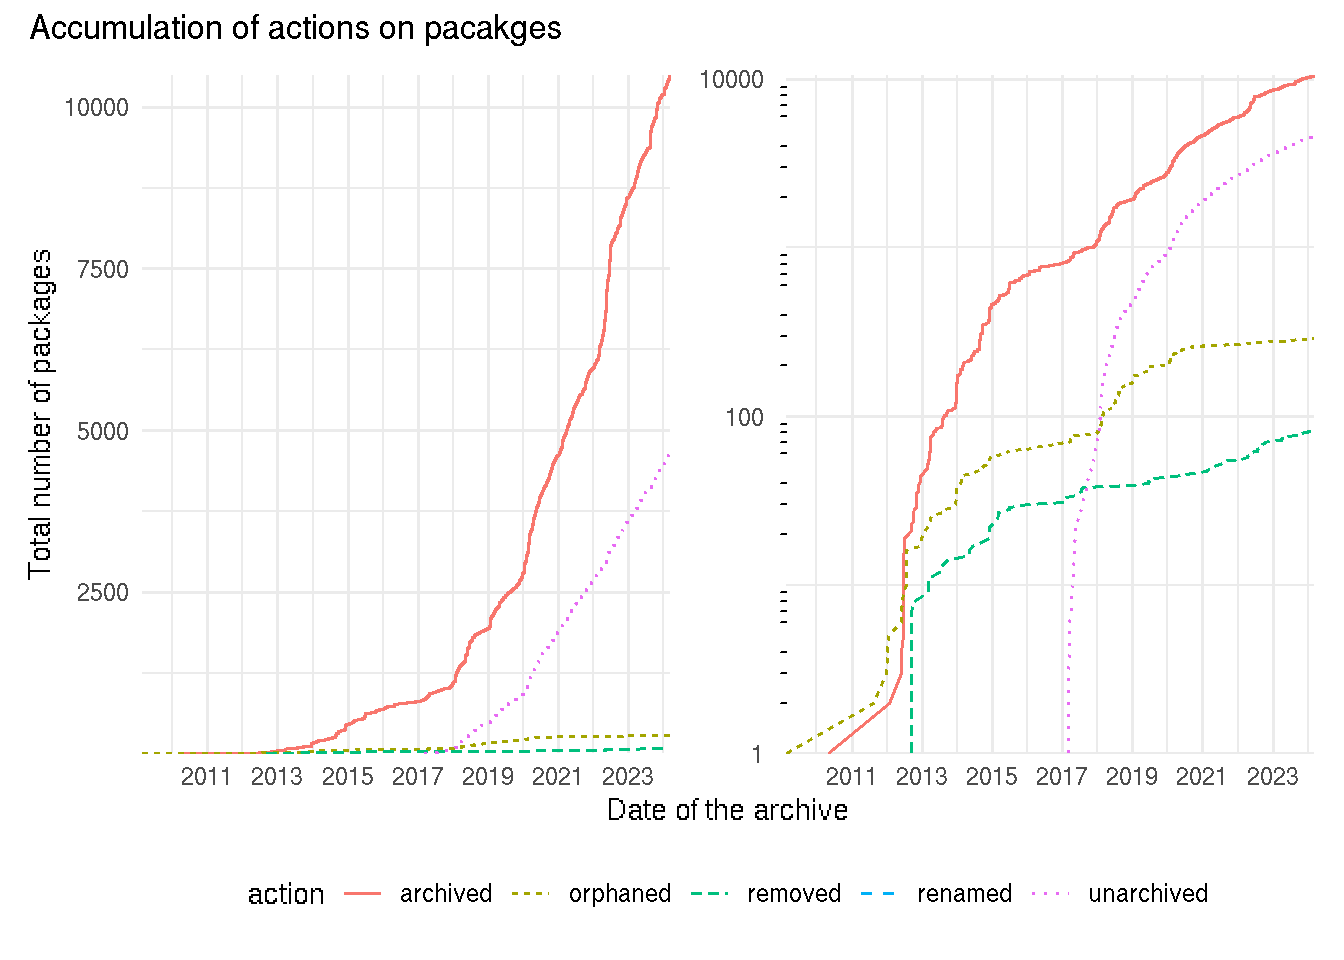 Accumulation of actions on pacakges
Total number of packages
10000
7500
5000
2500
2011 2013 2015 2017 2019 2021 2023
10000
100
1
2011 2013 2015 2017 2019 2021 2023
Date of the archive
action archived orphaned removed renamed unarchived